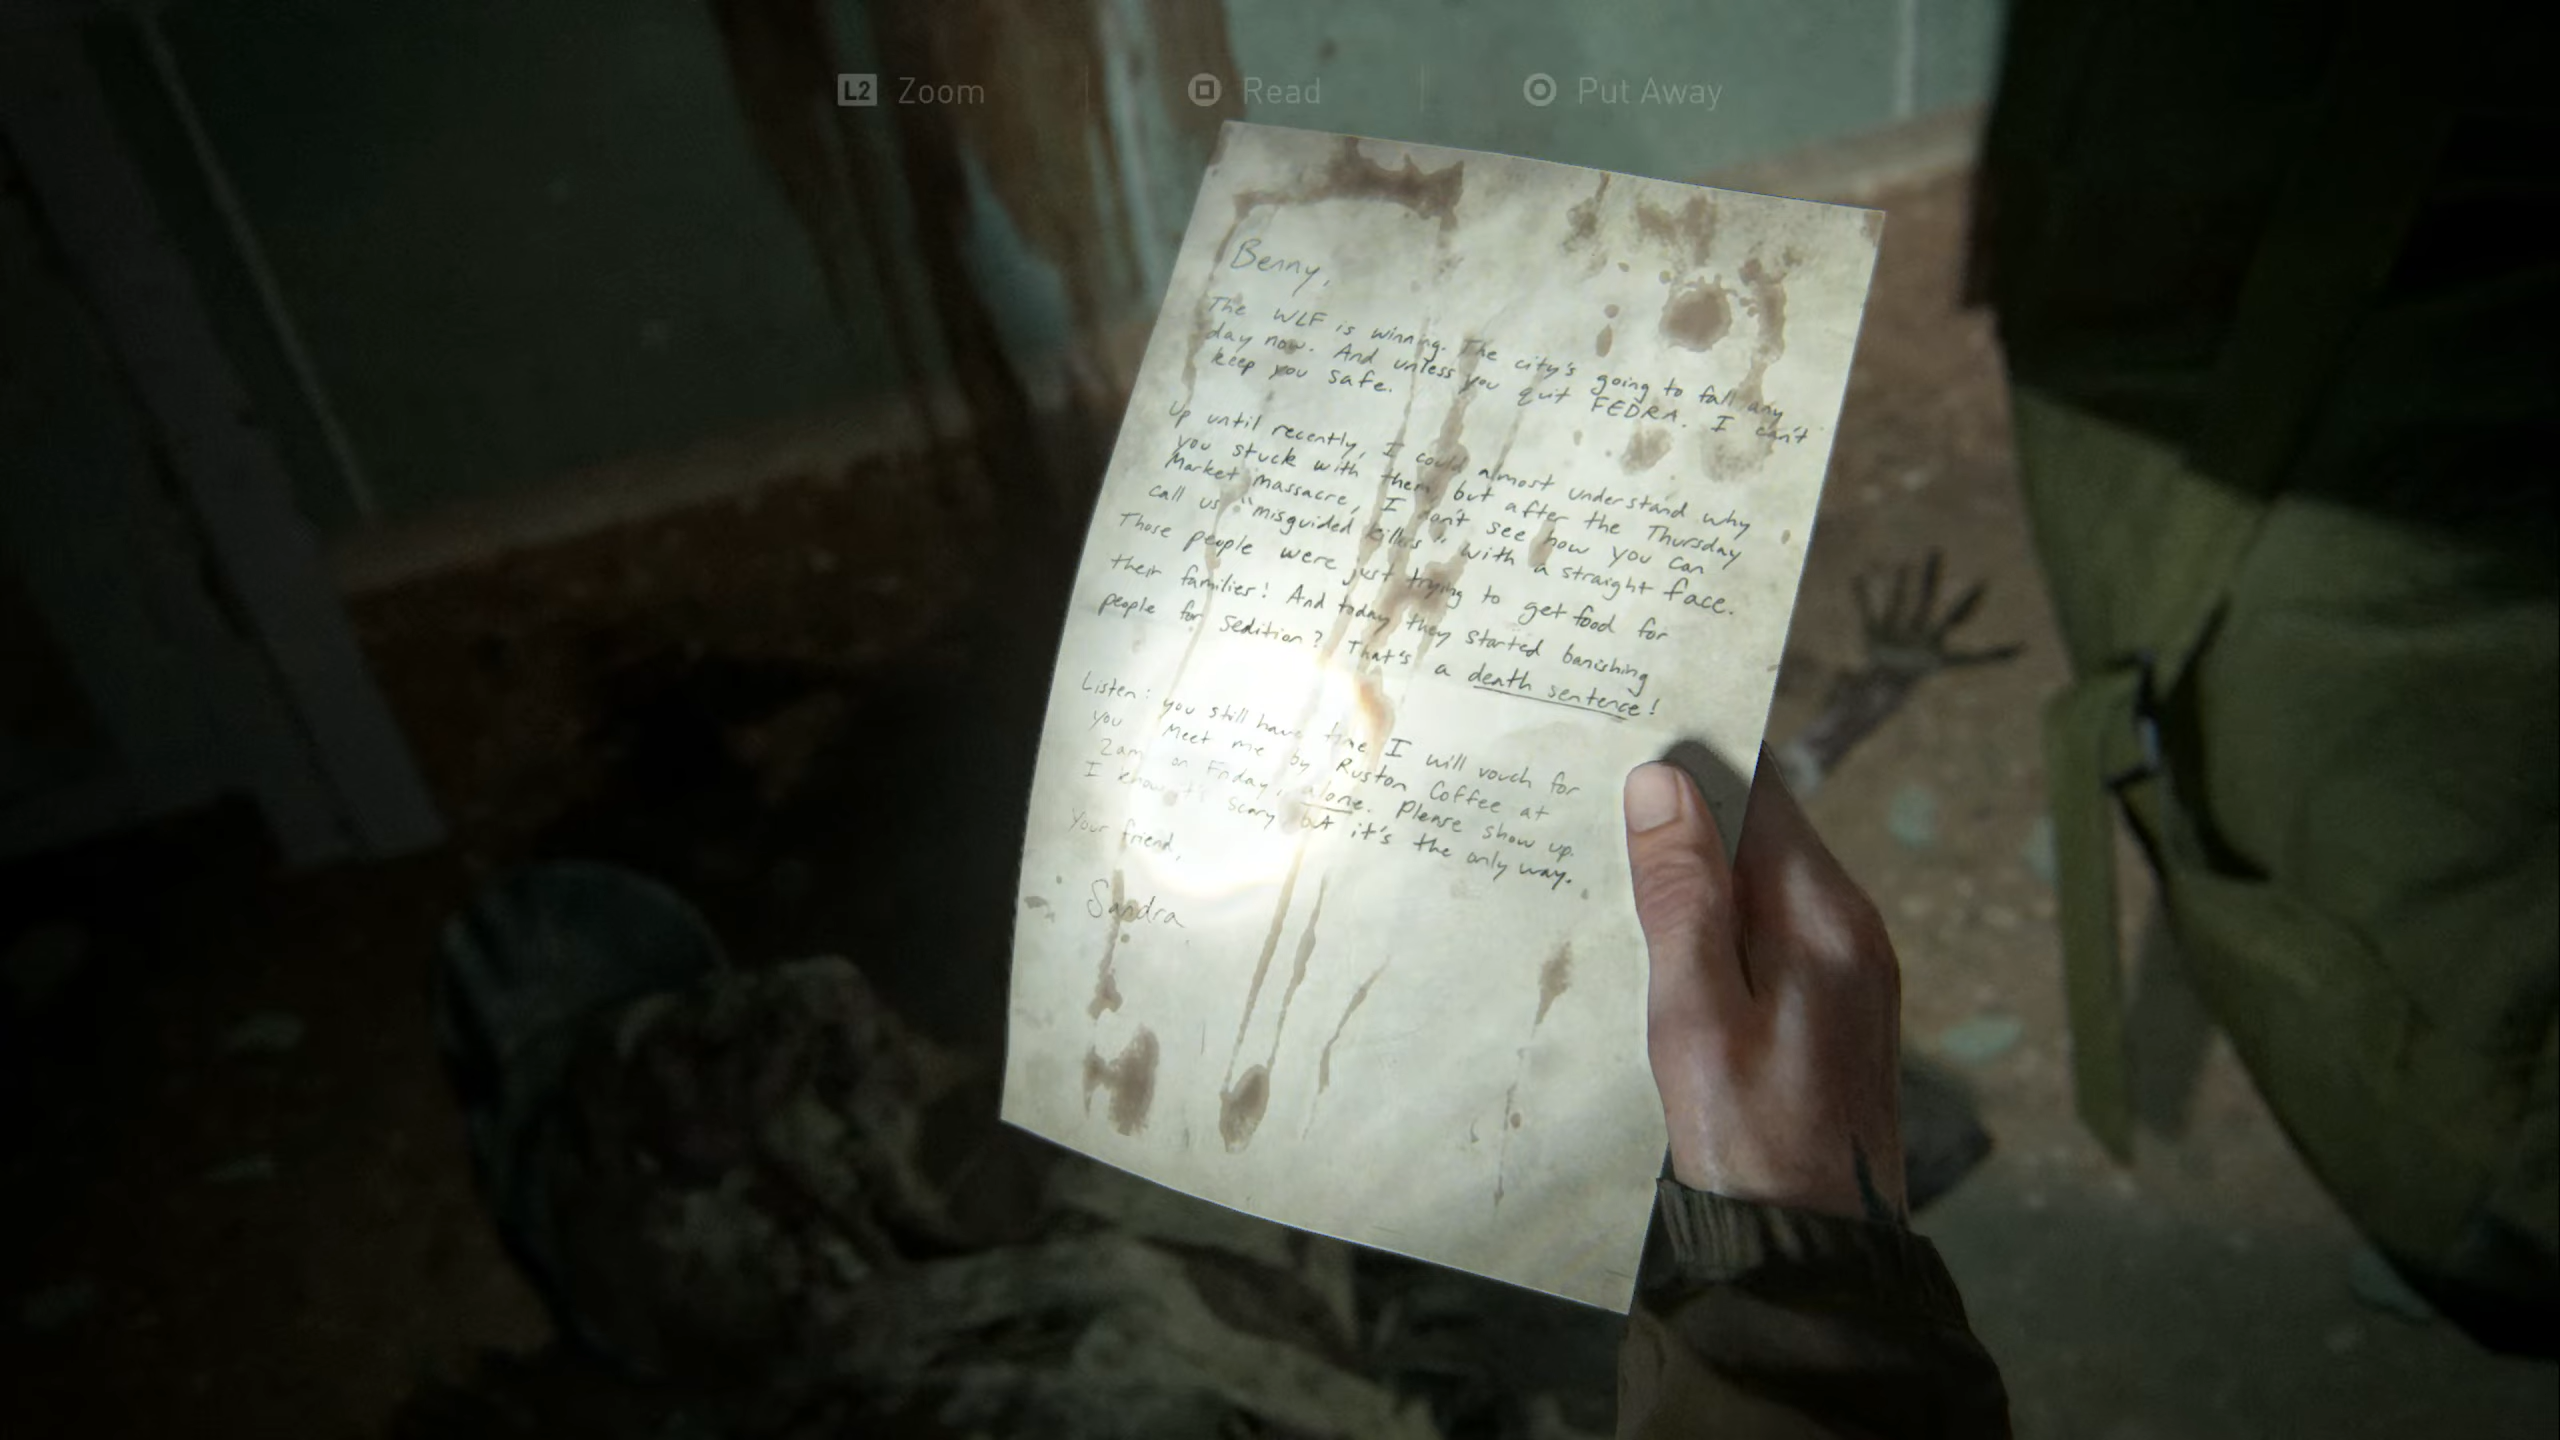 L2 Zoom
Read
Put Away
Benny,
The WLF is winning. The city's going to fall any
day now. And unless you quit FEDRA. I can't
keep you safe.
Up until recently, I could almost understand why
you stuck with them but after the Thursday
Market massacre, I don't see how you can
call us "misguided killers" with a straight face.
Those people were just trying to get food for
their families! And today they started banishing
people for sedition? That's a death sentence!
Listen: you still have time I will vouch for
you Meet me by Ruston Coffee at
2am on Friday, alone. Please show up.
I know it's scary but it's the only way.
Your friend,
Sandra